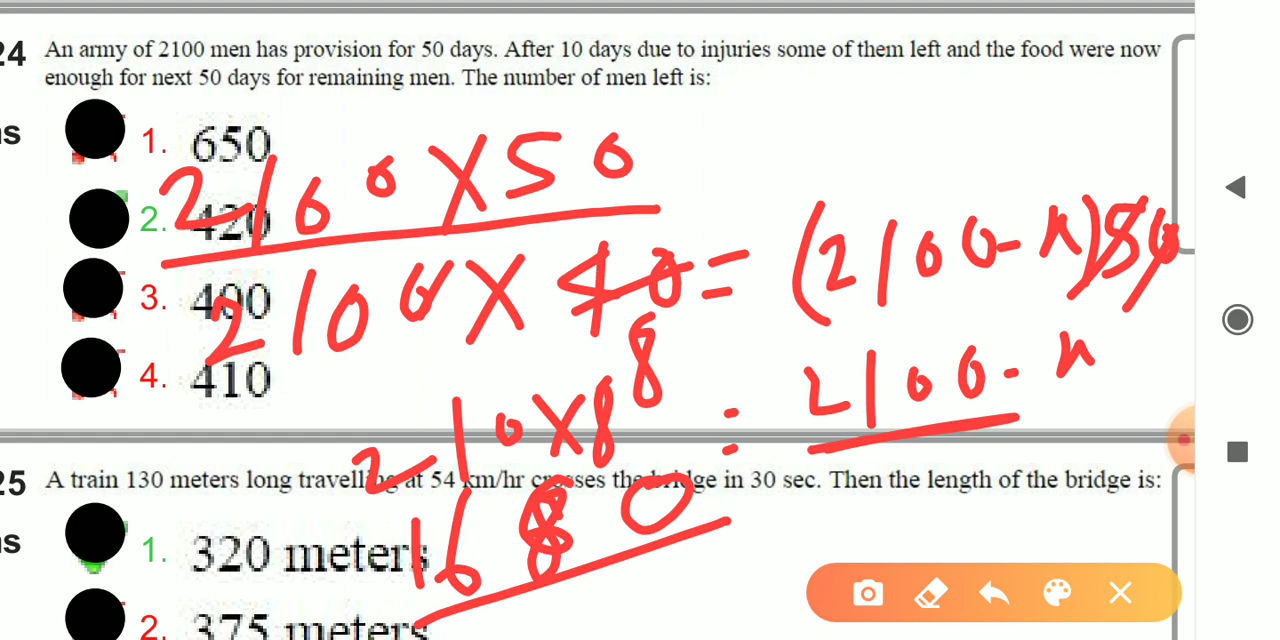 24 An army of 2100 men has provision for 50 days. After 10 days due to injuries some of them left and the food were now
enough for next 50 days for remaining men. The number of men left is:
ns
1. 650
2. 420
3. 400
4. 410
2100 X 50
2100 X 40 = (2100-x)50
8
210X8 = 2100-x
1680
25 A train 130 meters long travelling at 54 km/hr crosses the bridge in 30 sec. Then the length of the bridge is:
ns
1. 320 meters
2. 375 meters